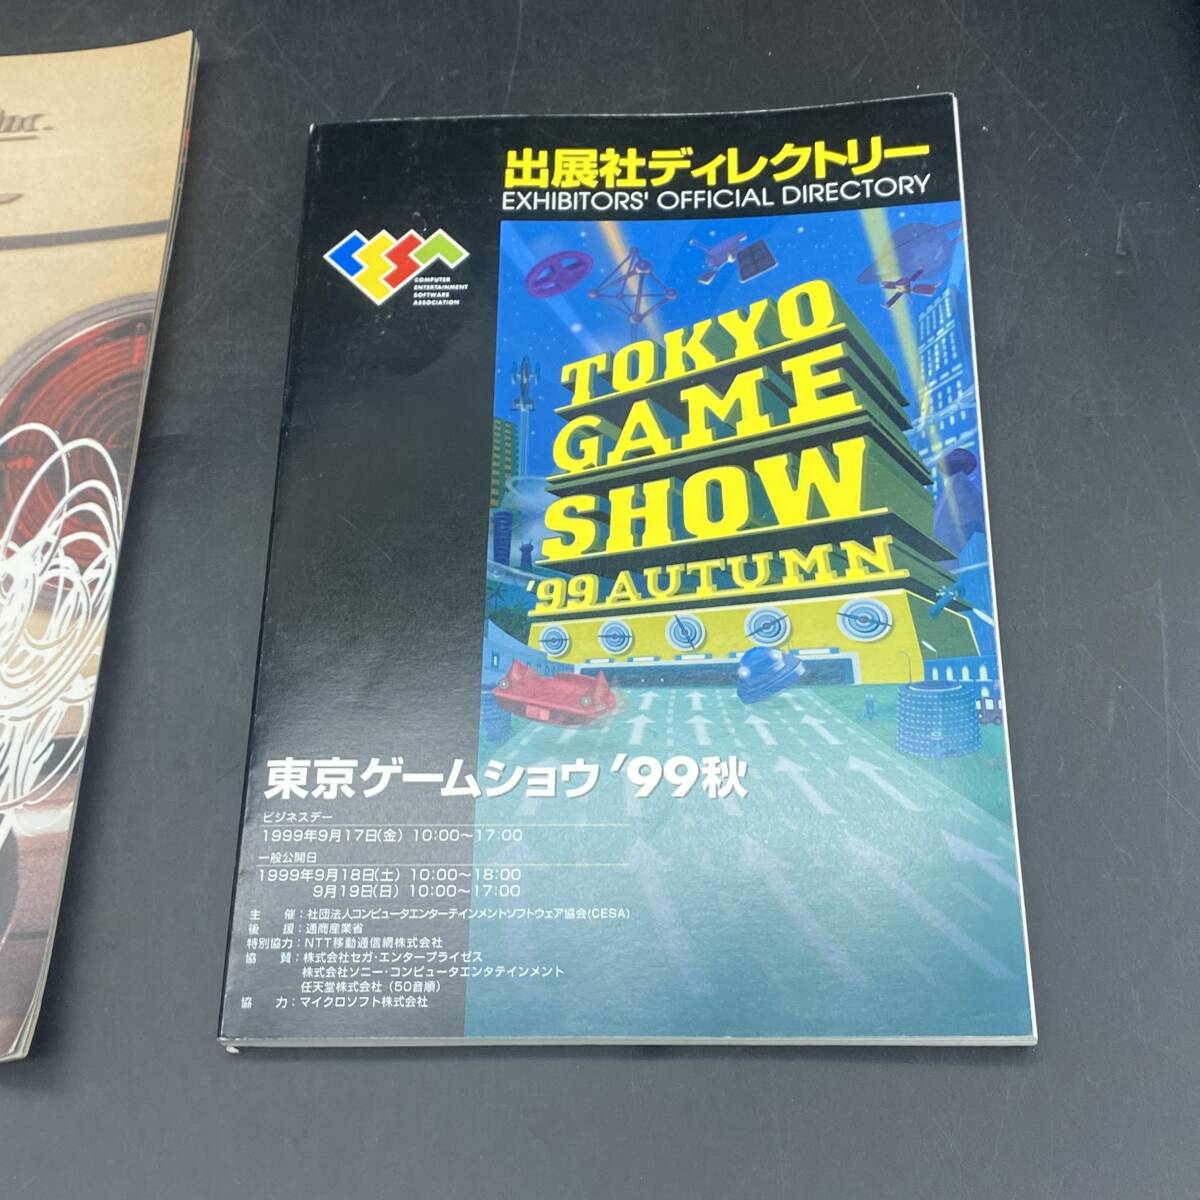 出展社ディレクトリー
EXHIBITORS' OFFICIAL DIRECTORY
CESA
COMPUTER
ENTERTAINMENT
SOFTWARE
ASSOCIATION
TOKYO
GAME
SHOW
'99 AUTUMN
東京ゲームショウ '99秋
ビジネスデー
1999年9月17日(金) 10:00〜17:00
一般公開日
1999年9月18日(土) 10:00〜18:00
9月19日(日) 10:00〜17:00
主 催：社団法人コンピュータエンターテインメントソフトウェア協会(CESA)
後 援：通商産業省
特別協力：NTT移動通信網株式会社
協 賛：株式会社セガ・エンタープライゼス
株式会社ソニー・コンピュータエンタテインメント
任天堂株式会社（50音順）
協 力：マイクロソフト株式会社